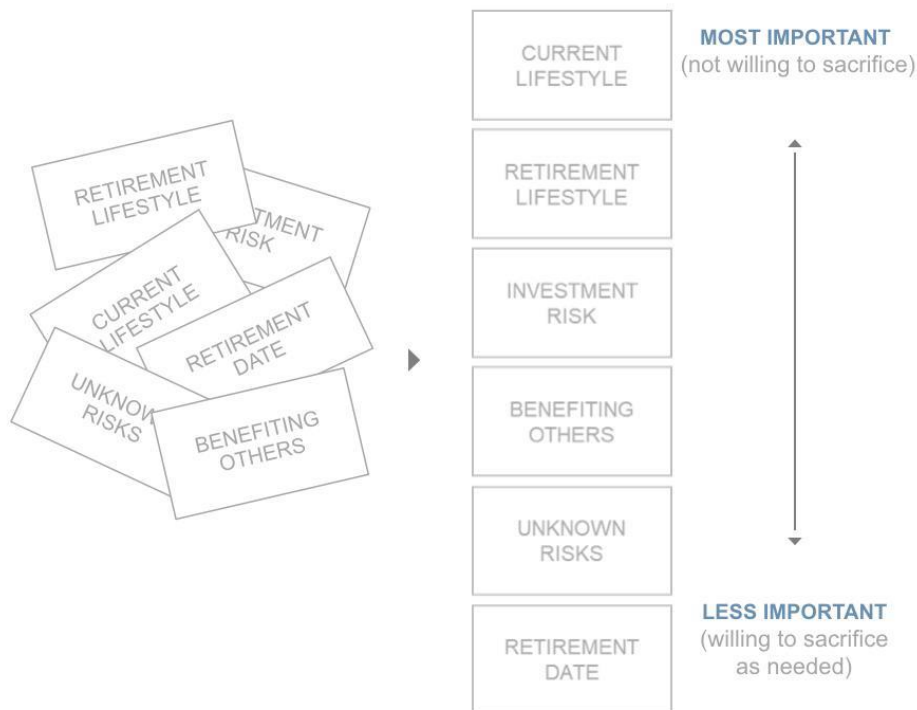 RETIREMENT
LIFESTYLE
TMENT
RISK
CURRENT
LIFESTYLE
RETIREMENT
DATE
UNKNOW
RISKS
BENEFITING
OTHERS
CURRENT
LIFESTYLE
RETIREMENT
LIFESTYLE
INVESTMENT
RISK
BENEFITING
OTHERS
UNKNOWN
RISKS
RETIREMENT
DATE
MOST IMPORTANT
(not willing to sacrifice)
LESS IMPORTANT
(willing to sacrifice
as needed)